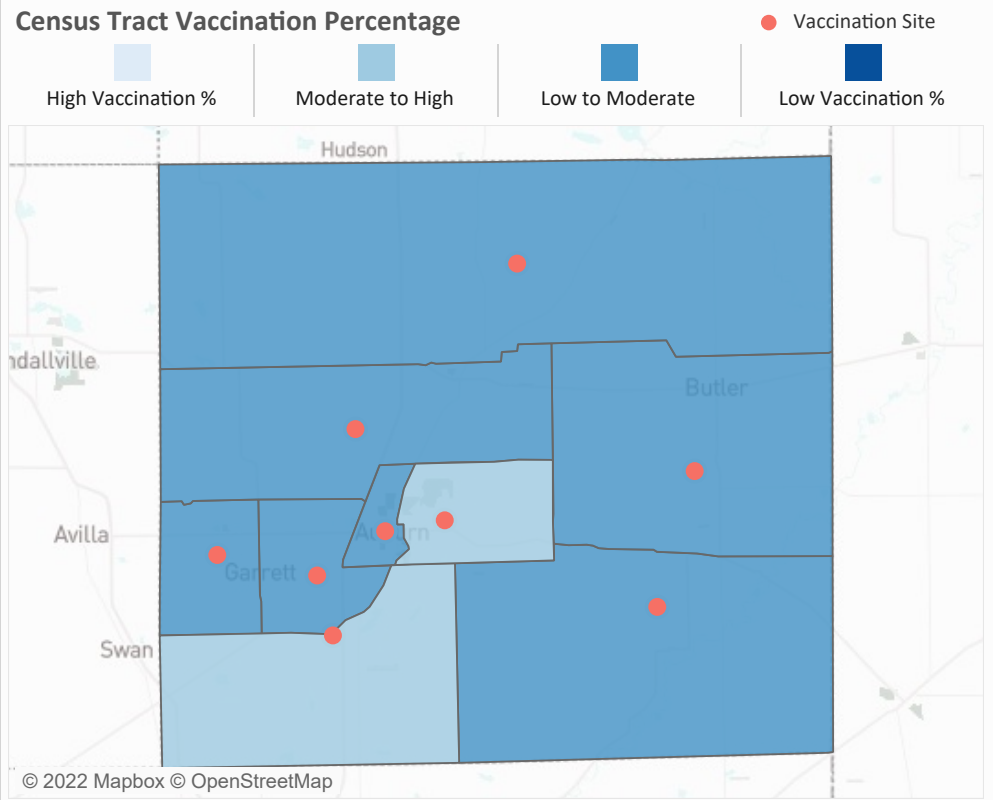 Census Tract Vaccination Percentage
Vaccination Site
High Vaccination %
Moderate to High
Low to Moderate
Low Vaccination %
Hudson
ndallville
Butler
Avilla
Auburn
Garrett
Swan
© 2022 Mapbox © OpenStreetMap